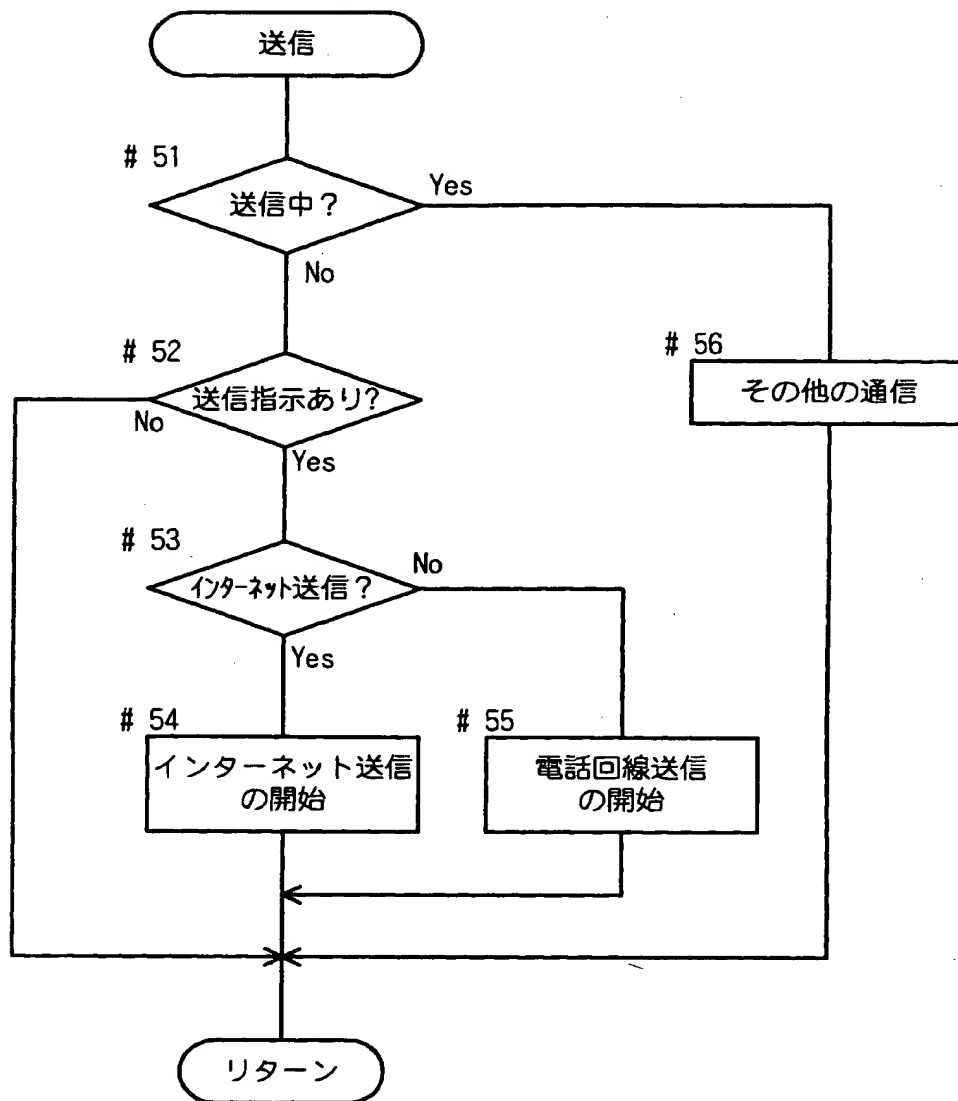 送信
# 51
送信中?
Yes
No
# 52
送信指示あり?
No
Yes
# 56
その他の通信
# 53
インターネット送信?
No
Yes
# 54
インターネット送信
の開始
# 55
電話回線送信
の開始
リターン